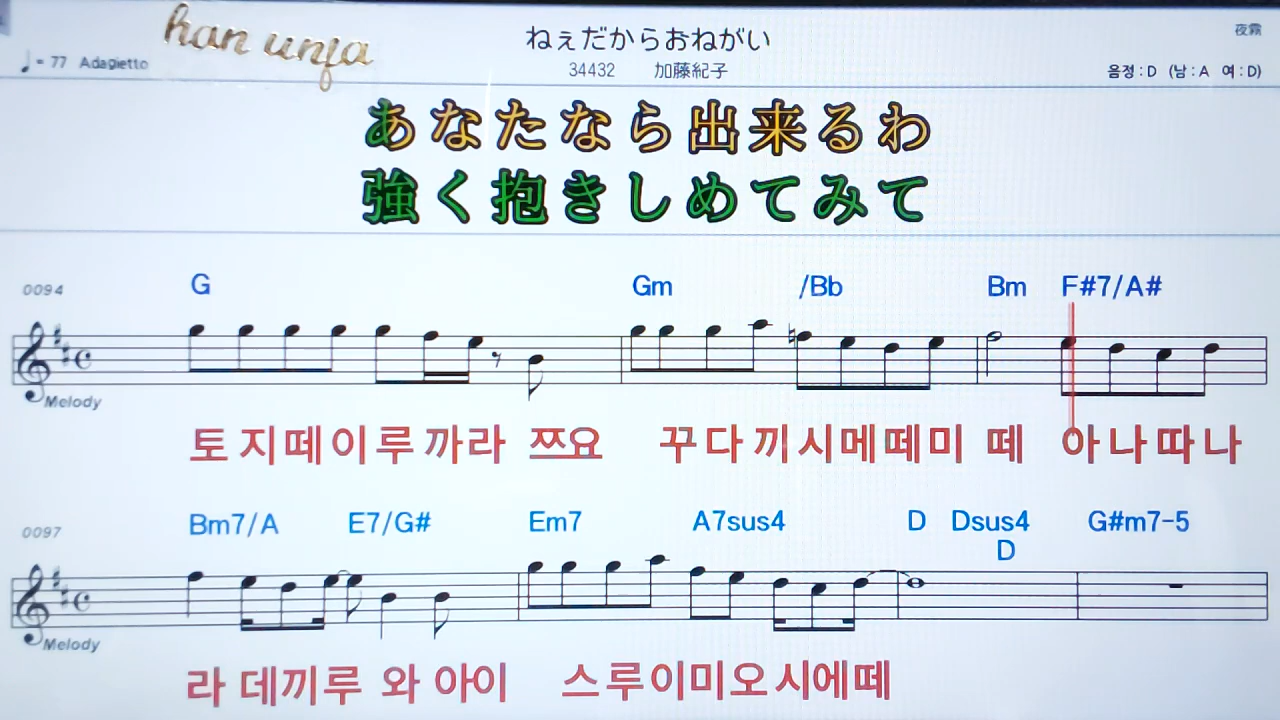 han unja
ねぇだからおねがい
夜霧
♩= 77 Adagietto
34432 加藤紀子
음정 : D (남 : A 여 : D)
あなたなら出来るわ
強く抱きしめてみて
0094
G Gm /Bb Bm F#7/A#
Melody
토지떼이루까라 쯔요 꾸다끼시메떼미 떼 아나따나
0097
Bm7/A E7/G# Em7 A7sus4 D Dsus4 G#m7-5
D
Melody
라 데끼루 와 아이 스루이미오시에떼